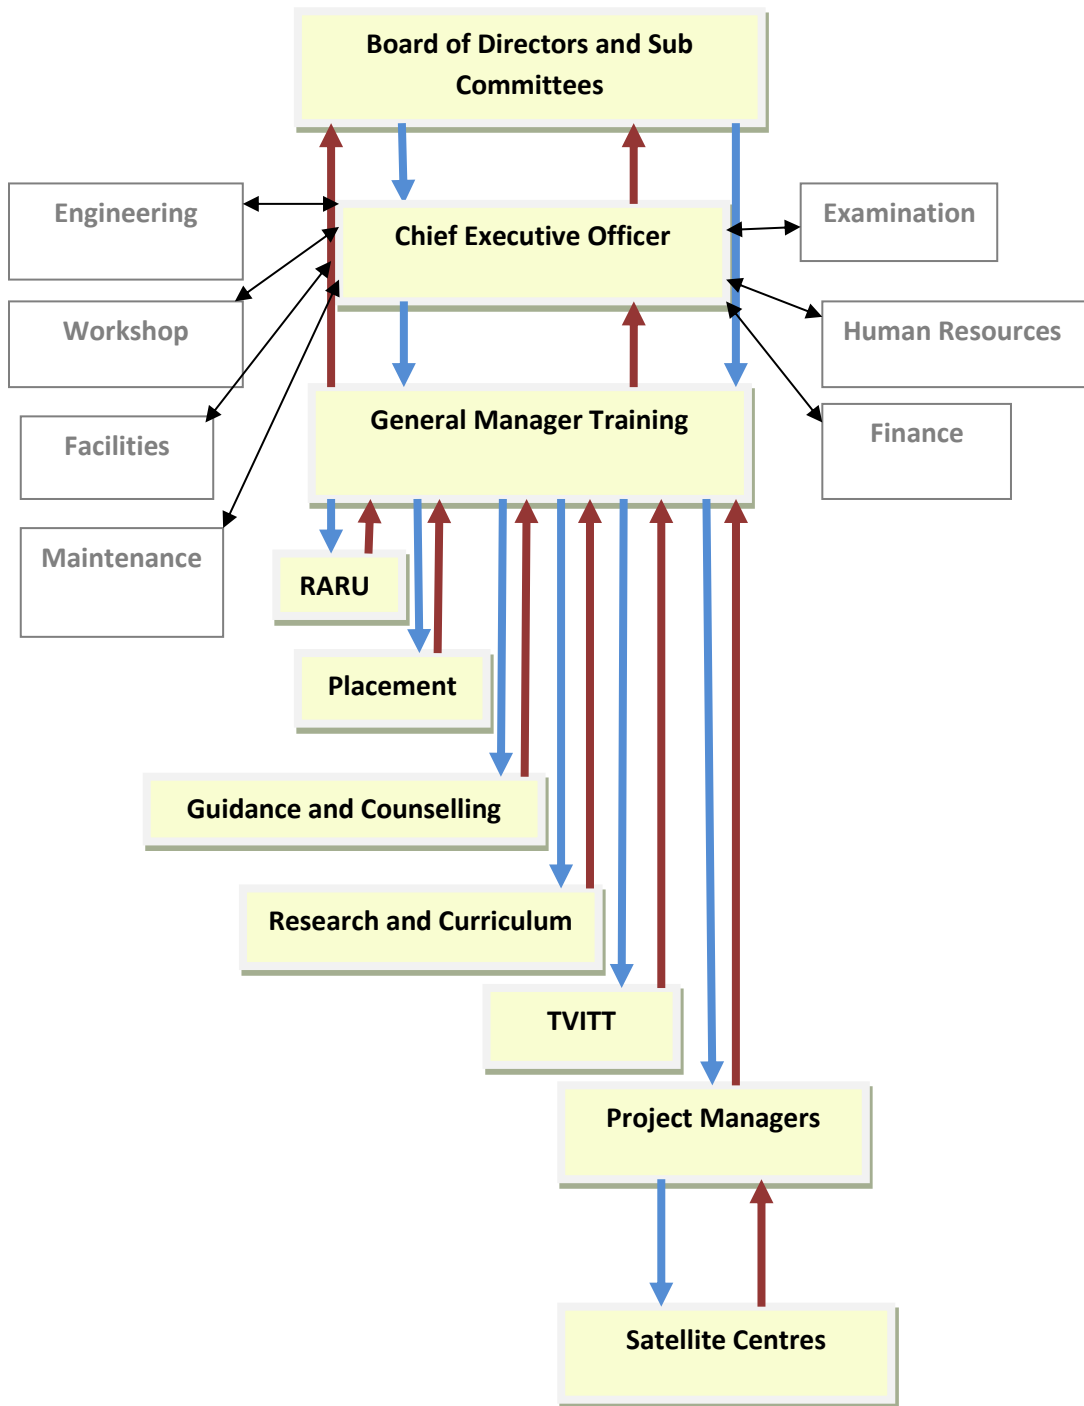 Board of Directors and Sub
Committees
Engineering
Examination
Chief Executive Officer
Workshop
Human Resources
General Manager Training
Facilities
Finance
Maintenance
RARU
Placement
Guidance and Counselling
Research and Curriculum
TVITT
Project Managers
Satellite Centres